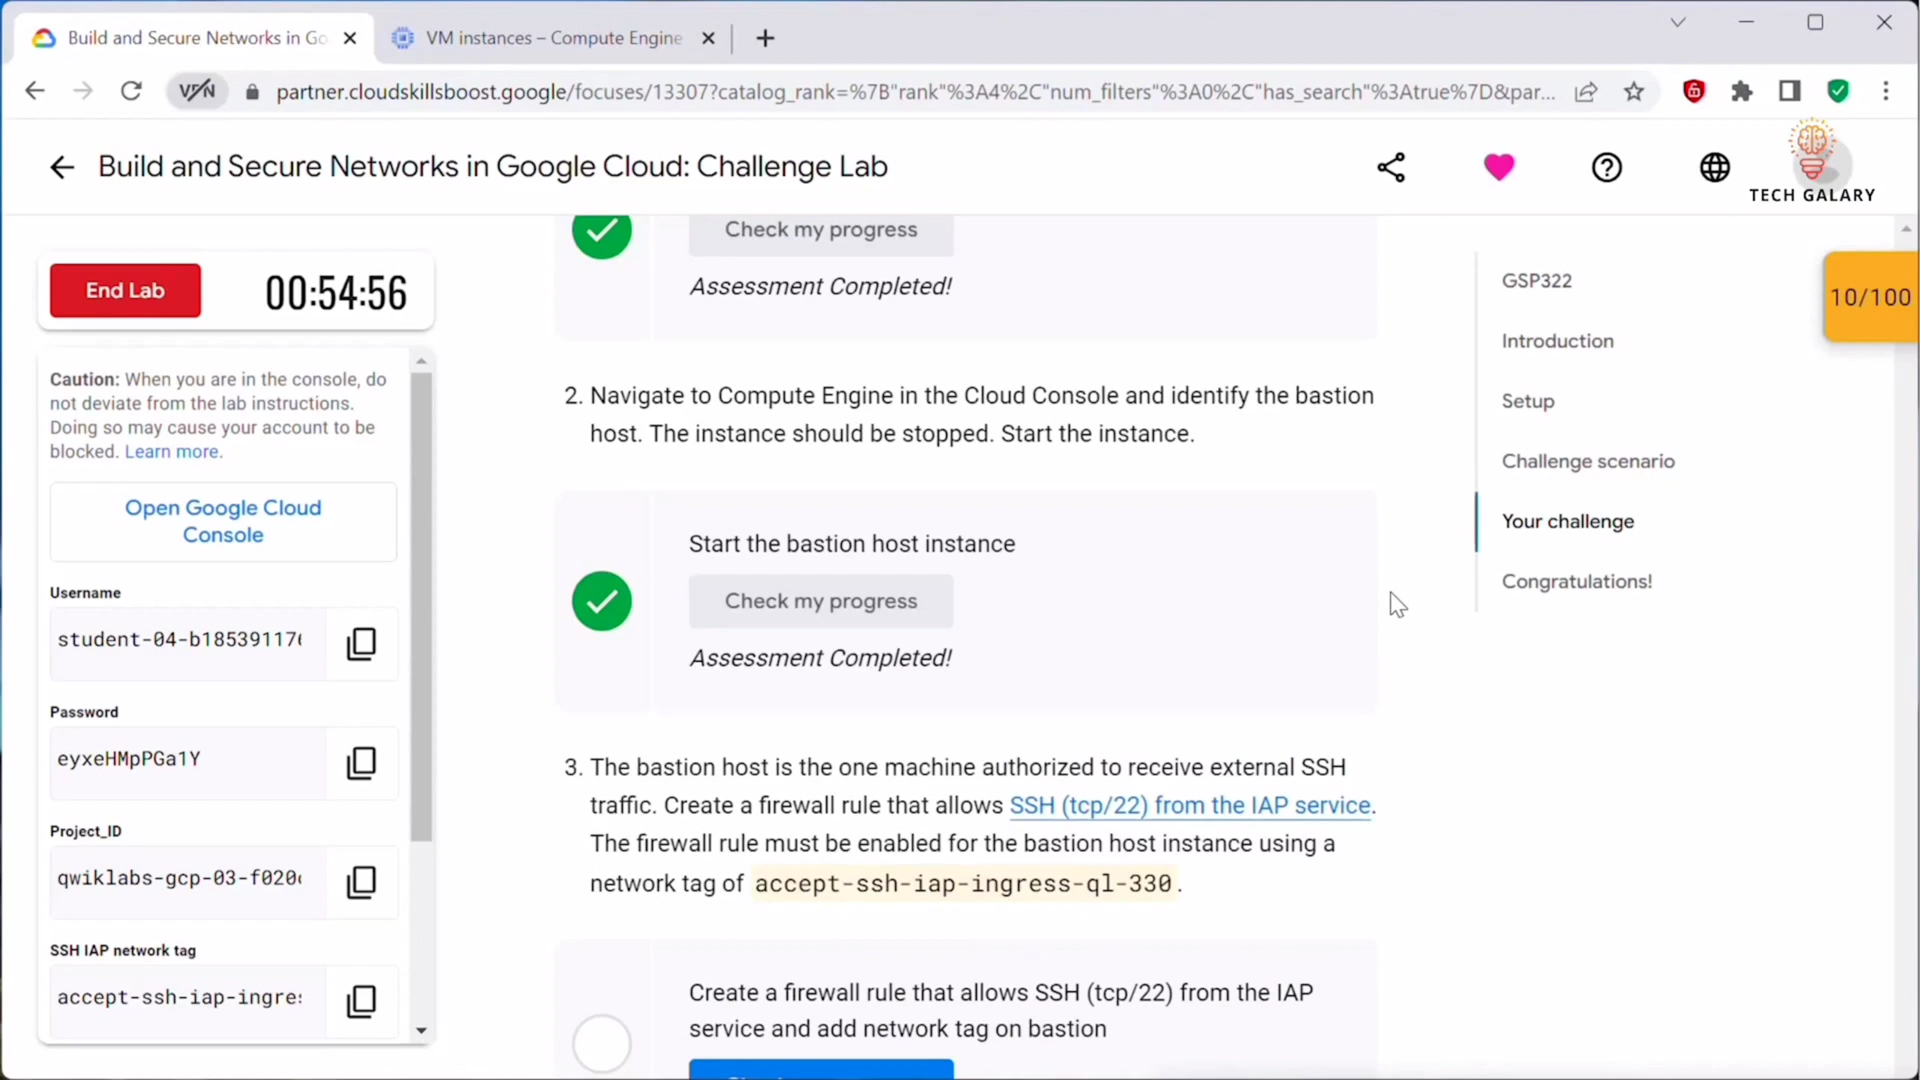 Build and Secure Networks in Go
VM instances – Compute Engine
VPN
partner.cloudskillsboost.google/focuses/13307?catalog_rank=%7B"rank"%3A4%2C"num_filters"%3A0%2C"has_search"%3Atrue%7D&par...
Build and Secure Networks in Google Cloud: Challenge Lab
TECH GALARY
End Lab
00:54:56
Caution: When you are in the console, do
not deviate from the lab instructions.
Doing so may cause your account to be
blocked. Learn more.
Open Google Cloud
Console
Username
student-04-b18539117
Password
eyxeHMpPGa1Y
Project_ID
qwiklabs-gcp-03-f020
SSH IAP network tag
accept-ssh-iap-ingres
Check my progress
Assessment Completed!
2. Navigate to Compute Engine in the Cloud Console and identify the bastion
host. The instance should be stopped. Start the instance.
Start the bastion host instance
Check my progress
Assessment Completed!
3. The bastion host is the one machine authorized to receive external SSH
traffic. Create a firewall rule that allows SSH (tcp/22) from the IAP service.
The firewall rule must be enabled for the bastion host instance using a
network tag of accept-ssh-iap-ingress-ql-330.
Create a firewall rule that allows SSH (tcp/22) from the IAP
service and add network tag on bastion
GSP322
Introduction
Setup
Challenge scenario
Your challenge
Congratulations!
10/100